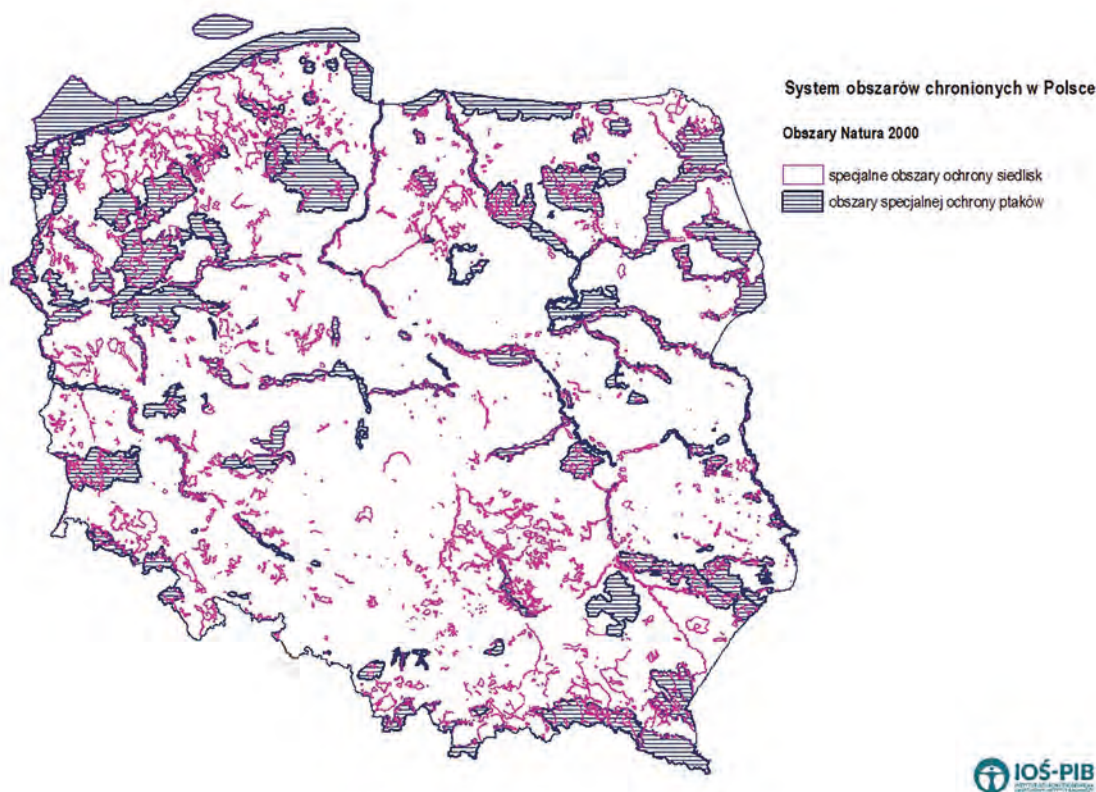 System obszarów chronionych w Polsce
Obszary Natura 2000
specjalne obszary ochrony siedlisk
obszary specjalnej ochrony ptaków
IOŚ-PIB